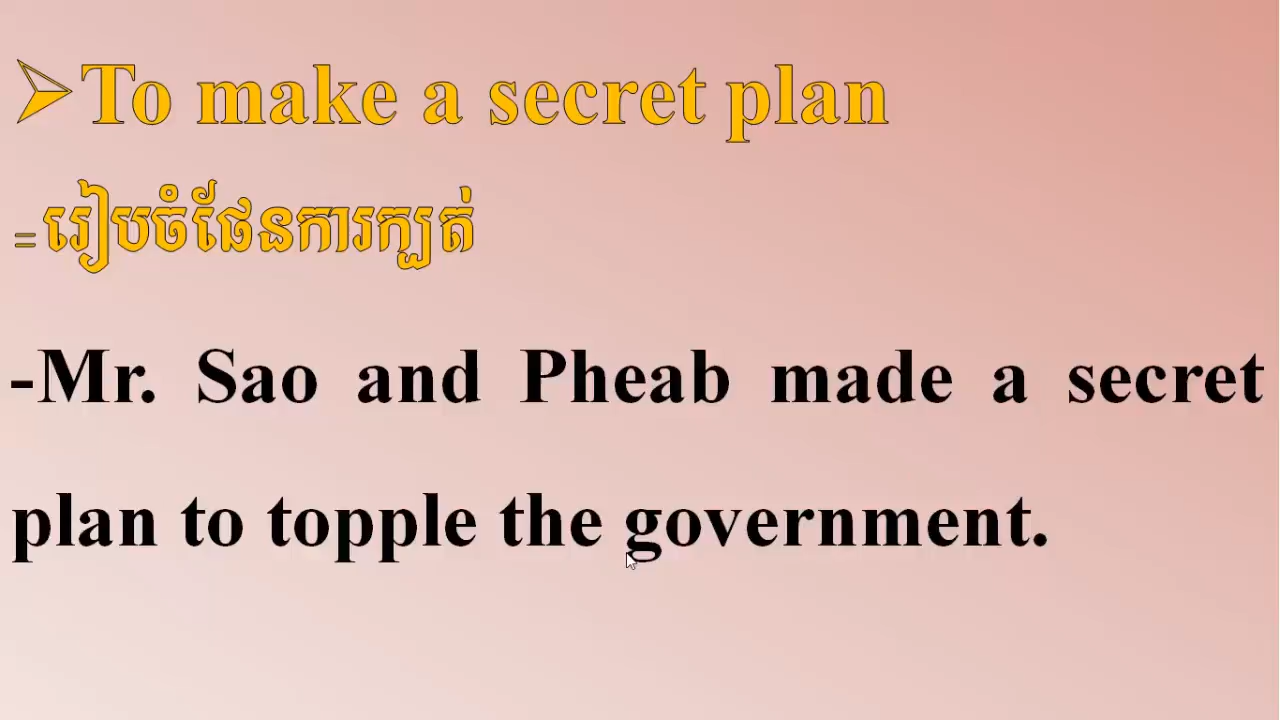 ➢To make a secret plan
=រៀបចំផែនការក្បត់
-Mr. Sao and Pheab made a secret
plan to topple the government.